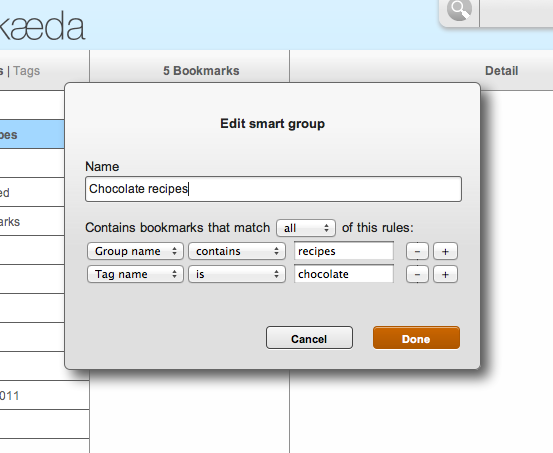 kæda
s | Tags
5 Bookmarks
Detail
Edit smart group
Name
Chocolate recipes
Contains bookmarks that match all of this rules:
Group name contains recipes - +
Tag name is chocolate - +
Cancel Done
pes
ed
arks
011